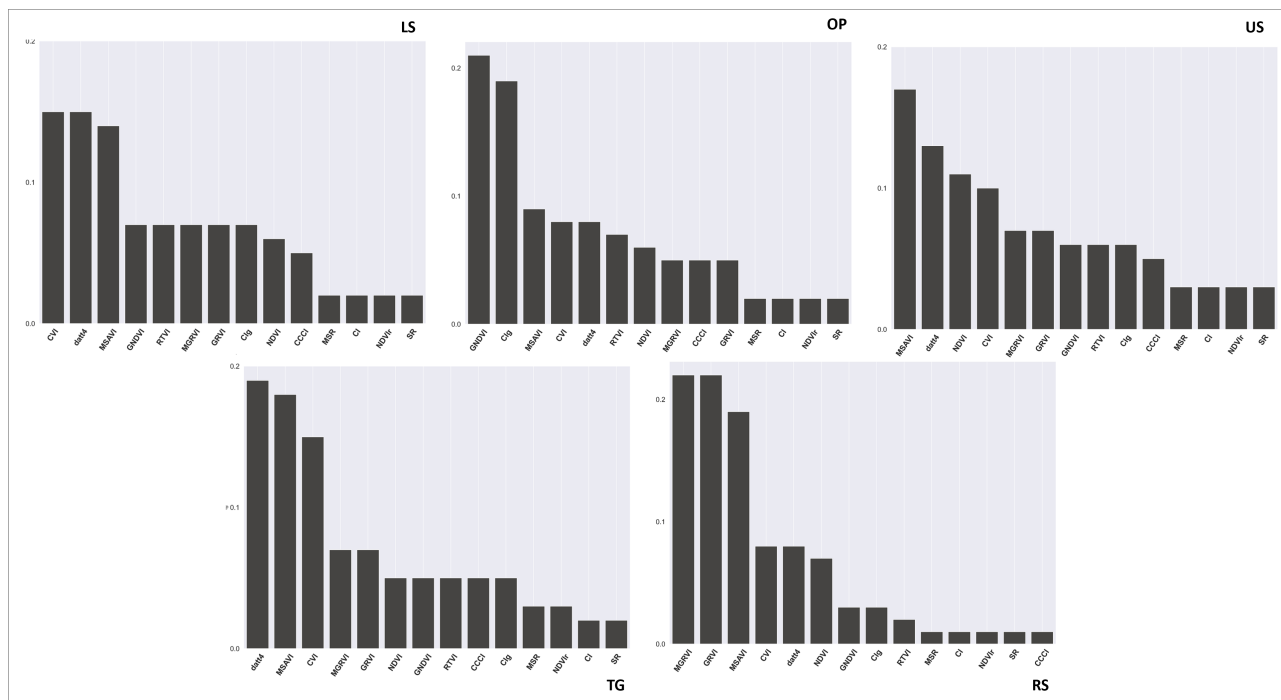 LS
0.2
0.1
0.0
CVI datt4 MSAVI GNDVI RTVI MGRVI GRVI CIg NDVI CCCI MSR CI NDVIr SR
OP
0.2
0.1
0.0
GNDVI CIg MSAVI CVI datt4 RTVI NDVI MGRVI CCCI GRVI MSR CI NDVIr SR
US
0.2
0.1
0.0
MSAVI datt4 NDVI CVI MGRVI GRVI GNDVI RTVI CIg CCCI MSR CI NDVIr SR
0.2
0.1
0.0
datt4 MSAVI CVI MGRVI GRVI NDVI GNDVI RTVI CCCI CIg MSR NDVIr CI SR
TG
0.2
0.1
0.0
MGRVI GRVI MSAVI CVI datt4 NDVI GNDVI CIg RTVI MSR CI NDVIr SR CCCI
RS